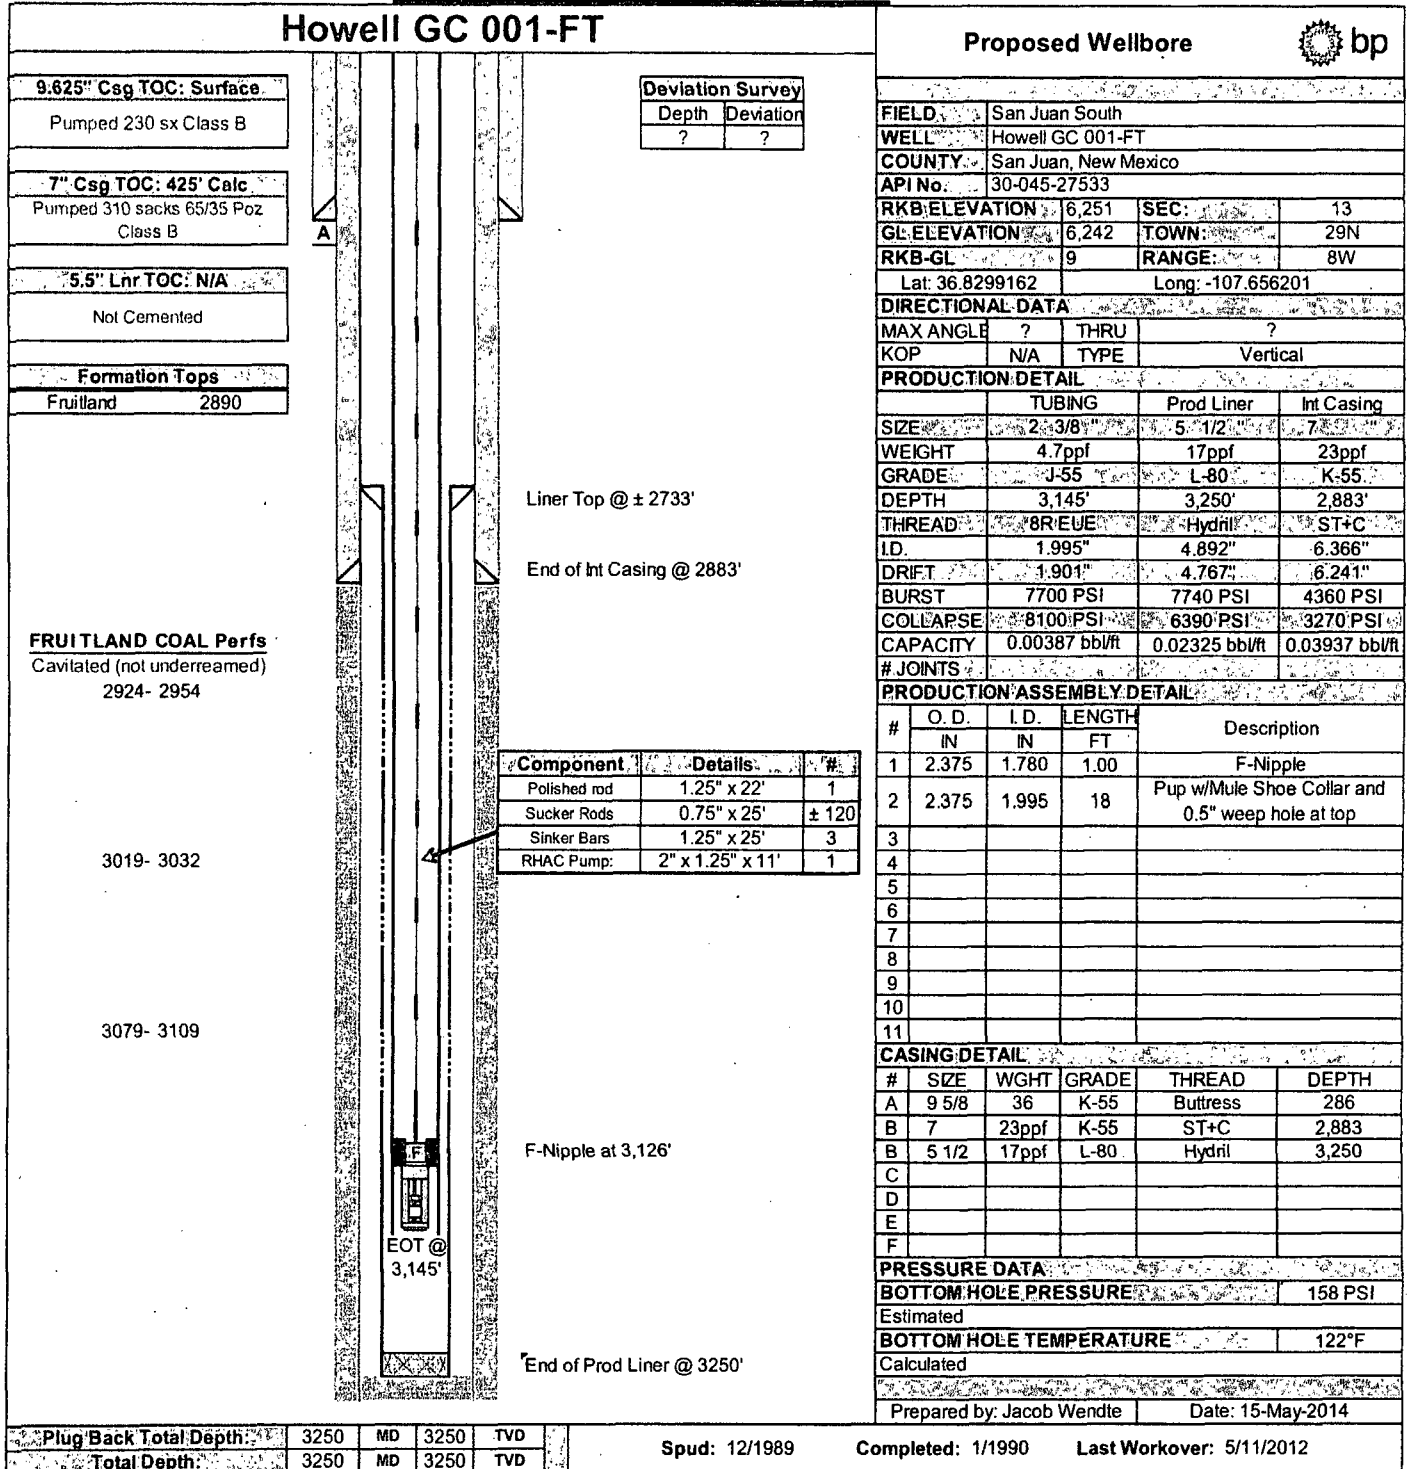 Howell GC 001-FT
Proposed Wellbore
bp
9.625" Csg TOC: Surface
Pumped 230 sx Class B
7" Csg TOC: 425' Calc
Pumped 310 sacks 65/35 Poz
Class B
5.5" Lnr TOC: N/A
Not Cemented
Formation Tops
Fruitland 2890
Deviation Survey
Depth Deviation
? ?
A
Liner Top @ ± 2733'
End of Int Casing @ 2883'
FRUITLAND COAL Perfs
Cavitated (not underreamed)
2924- 2954
Component Details #
Polished rod 1.25" x 22' 1
Sucker Rods 0.75" x 25' ± 120
Sinker Bars 1.25" x 25' 3
RHAC Pump: 2" x 1.25" x 11' 1
3019- 3032
3079- 3109
F
F-Nipple at 3,126'
EOT @
3,145'
End of Prod Liner @ 3250'
FIELD San Juan South
WELL Howell GC 001-FT
COUNTY San Juan, New Mexico
API No. 30-045-27533
RKB ELEVATION 6,251 SEC: 13
GL ELEVATION 6,242 TOWN: 29N
RKB-GL 9 RANGE: 8W
Lat: 36.8299162 Long: -107.656201
DIRECTIONAL DATA
MAX ANGLE ? THRU ?
KOP N/A TYPE Vertical
PRODUCTION DETAIL
TUBING Prod Liner Int Casing
SIZE 2 3/8 " 5 1/2 " 7 "
WEIGHT 4.7ppf 17ppf 23ppf
GRADE J-55 L-80 K-55
DEPTH 3,145' 3,250' 2,883'
THREAD 8R EUE Hydril ST+C
I.D. 1.995" 4.892" 6.366"
DRIFT 1.901" 4.767" 6.241"
BURST 7700 PSI 7740 PSI 4360 PSI
COLLAPSE 8100 PSI 6390 PSI 3270 PSI
CAPACITY 0.00387 bbl/ft 0.02325 bbl/ft 0.03937 bbl/ft
# JOINTS
PRODUCTION ASSEMBLY DETAIL
# O. D. I. D. LENGTH Description
IN IN FT
1 2.375 1.780 1.00 F-Nipple
2 2.375 1.995 18 Pup w/Mule Shoe Collar and
0.5" weep hole at top
3
4
5
6
7
8
9
10
11
CASING DETAIL
# SIZE WGHT GRADE THREAD DEPTH
A 9 5/8 36 K-55 Buttress 286
B 7 23ppf K-55 ST+C 2,883
B 5 1/2 17ppf L-80 Hydril 3,250
C
D
E
F
PRESSURE DATA
BOTTOM HOLE PRESSURE 158 PSI
Estimated
BOTTOM HOLE TEMPERATURE 122°F
Calculated
Prepared by: Jacob Wendte Date: 15-May-2014
Plug Back Total Depth: 3250 MD 3250 TVD
Total Depth: 3250 MD 3250 TVD
Spud: 12/1989 Completed: 1/1990 Last Workover: 5/11/2012